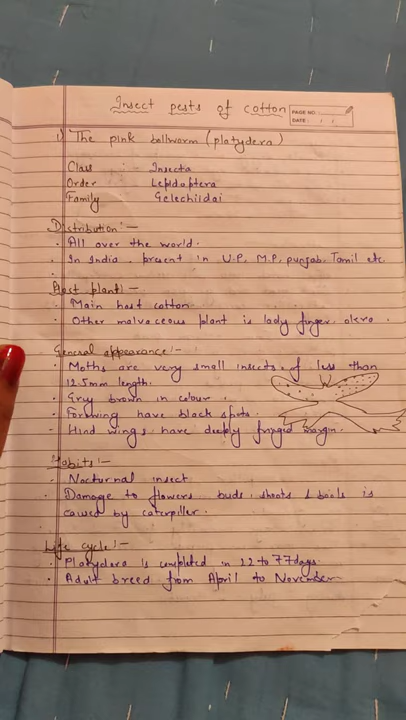 Insect pests of cotton
PAGE NO.:
DATE: / /
1) The pink bollworm (platydera)
Class :- Insecta
Order Lepidoptera
Family Gelechiidai
Distribution:-
· All over the world.
· In India. present in U.P, M.P, punjab. Tamil etc.
Host plant:-
· Main host cotton.
· Other malvaceous plant is lady finger. okra.
General appearance:-
· Moths are very small insects of less than
12.5mm length.
· Grey brown in colour.
· Forewing have black spots.
- Hind wings have deeply fringed margin.
Habits:-
· Nocturnal insect
· Damage to flowers buds, shoots & bools is
caused by caterpiller.
Life cycle:-
· Platydera is completed in 22 to 77 days.
· Adult breed from April to November.